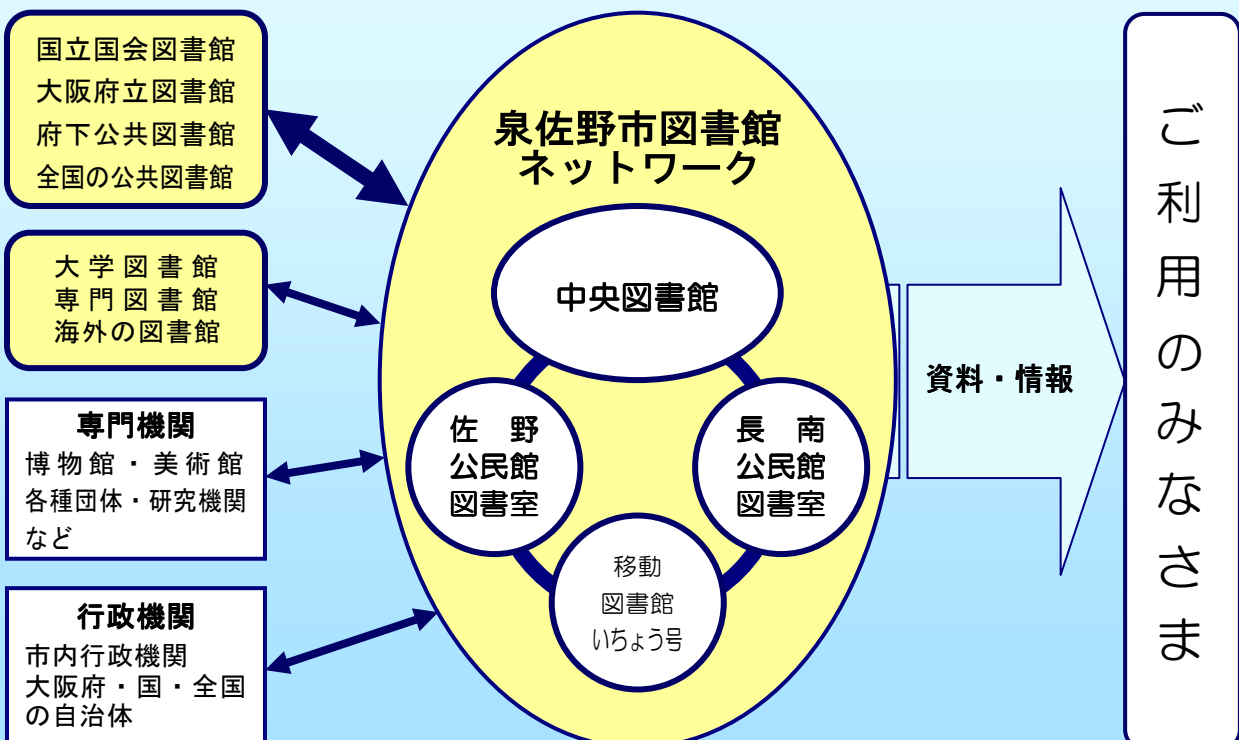 国立国会図書館
大阪府立図書館
府下公共図書館
全国の公共図書館
大学図書館
専門図書館
海外の図書館
専門機関
博物館・美術館
各種団体・研究機関
など
行政機関
市内行政機関
大阪府・国・全国
の自治体
泉佐野市図書館
ネットワーク
中央図書館
佐　野
公民館
図書室
長　南
公民館
図書室
移動
図書館
いちょう号
資料・情報
ご利用のみなさま